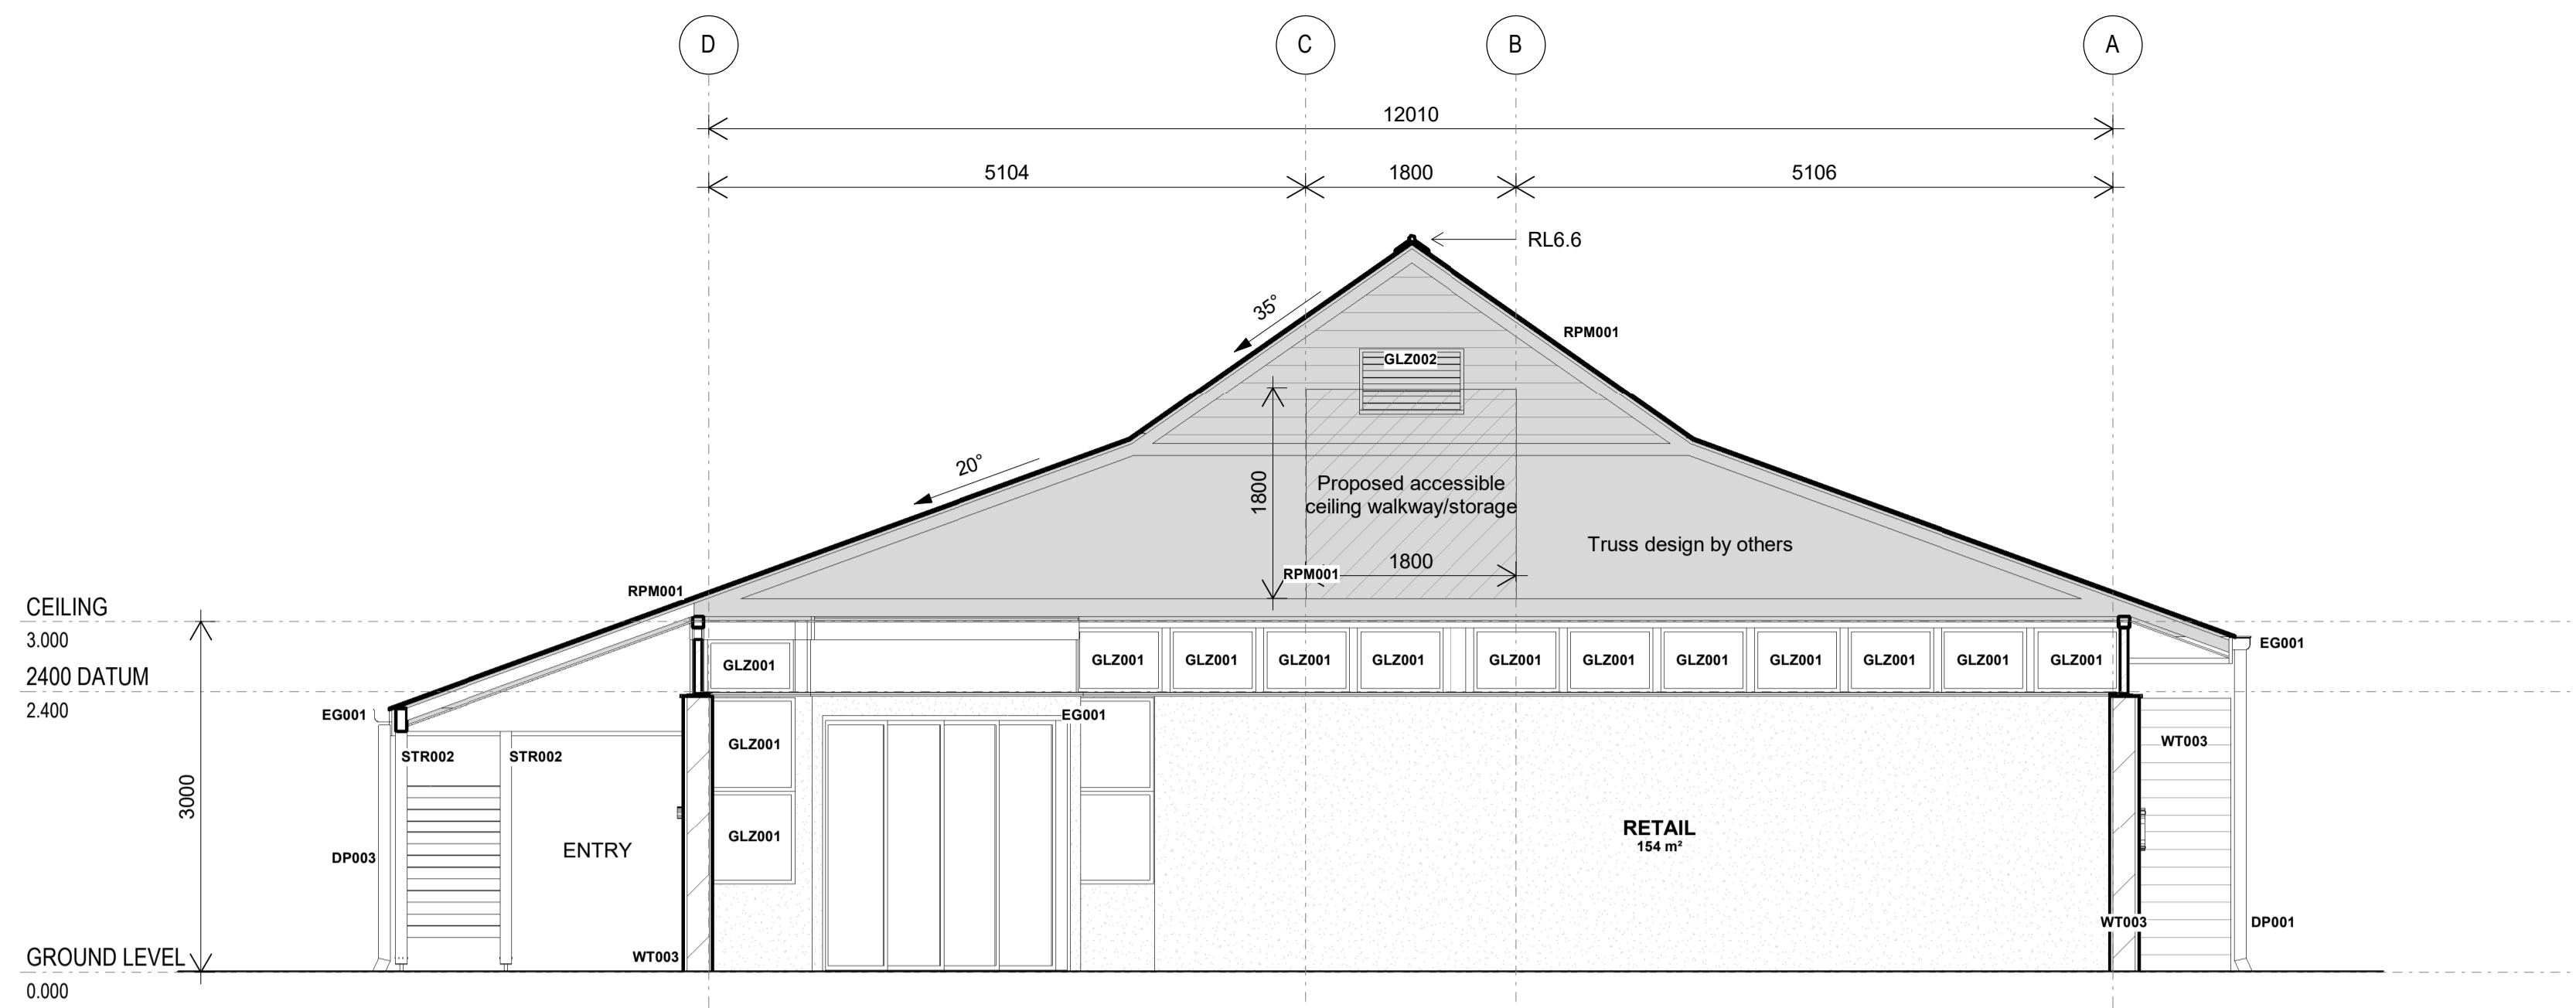 D
C
B
A
12010
5104
1800
5106
RL6.6
35°
RPM001
GLZ002
20°
1800
Proposed accessible
ceiling walkway/storage
Truss design by others
1800
RPM001
RPM001
CEILING
3.000
2400 DATUM
2.400
EG001
GLZ001
GLZ001
GLZ001
GLZ001
GLZ001
GLZ001
GLZ001
GLZ001
GLZ001
GLZ001
GLZ001
GLZ001
EG001
EG001
STR002
STR002
GLZ001
WT003
3000
GLZ001
ENTRY
DP003
RETAIL
154 m²
WT003
DP001
WT003
GROUND LEVEL
0.000